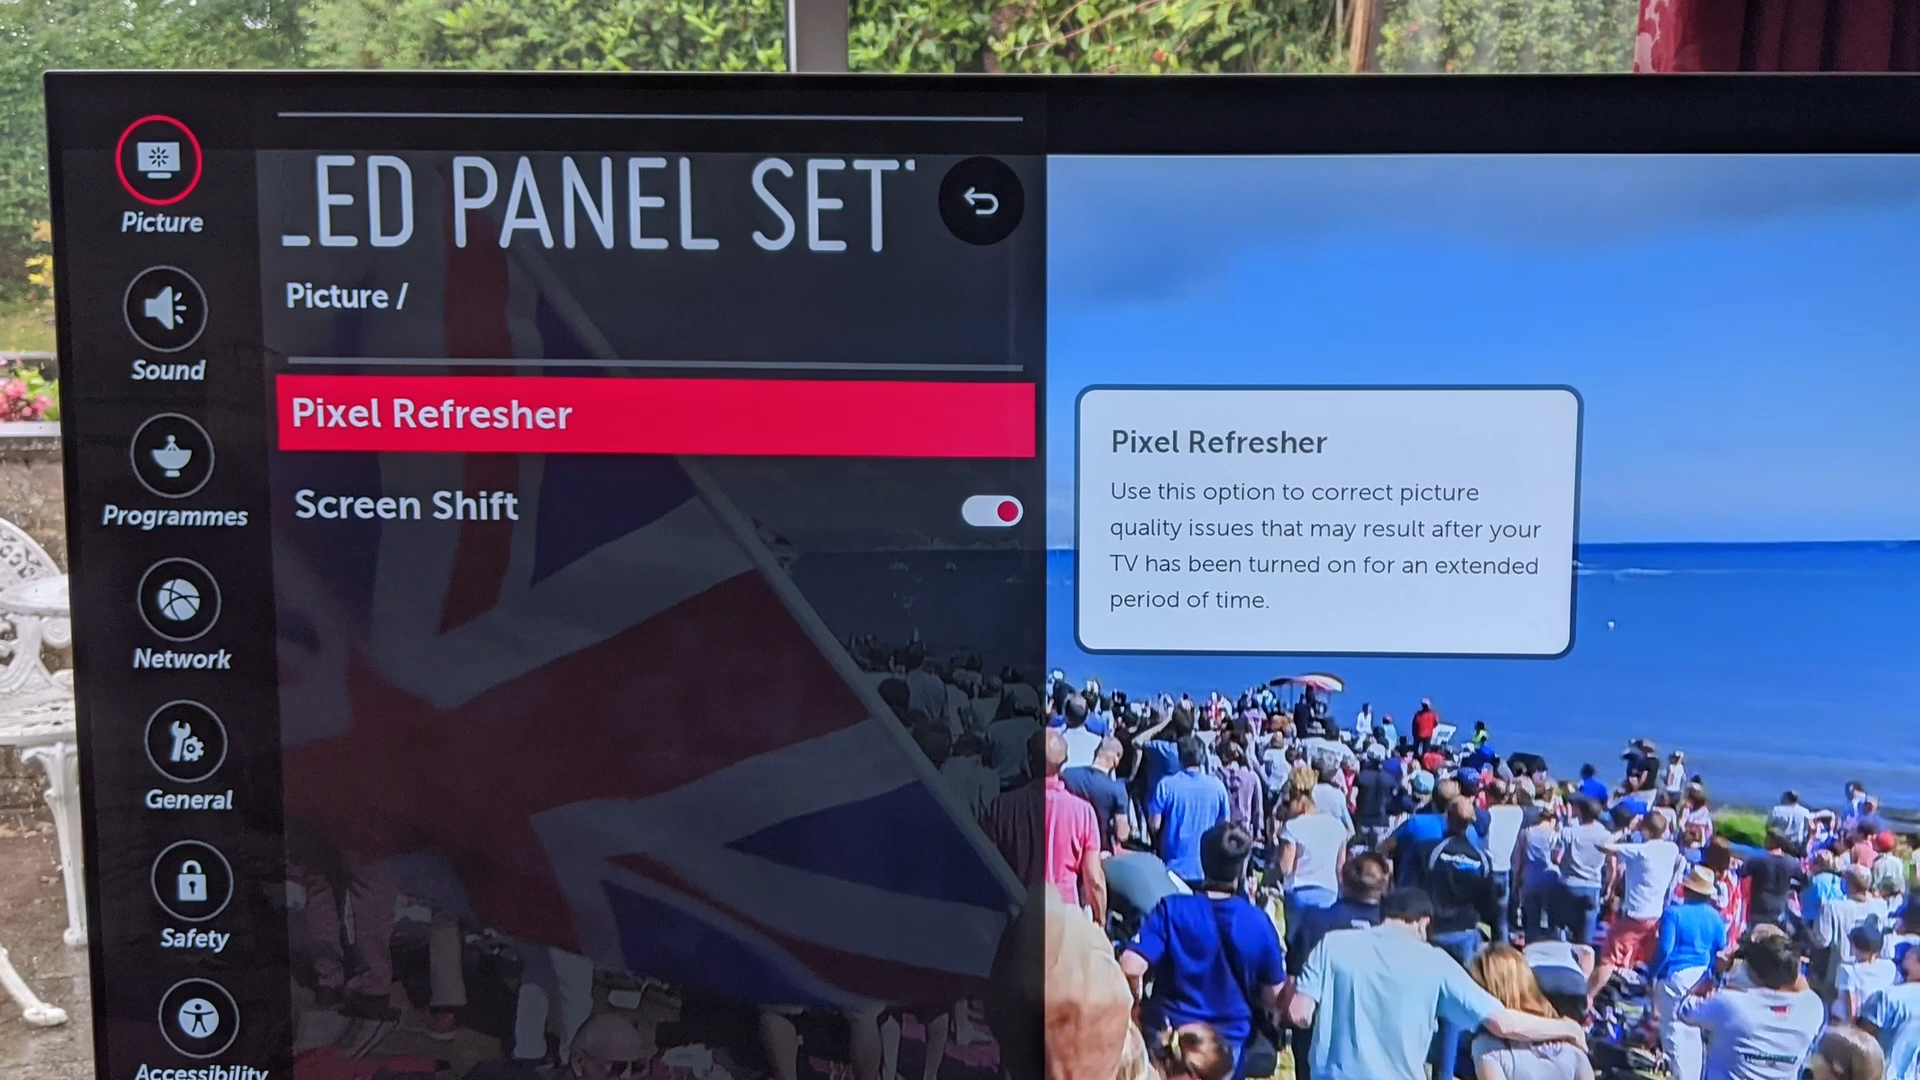 Picture
Sound
Programmes
Network
General
Safety
Accessibility
LED PANEL SET
Picture /
Pixel Refresher
Screen Shift
Pixel Refresher
Use this option to correct picture
quality issues that may result after your
TV has been turned on for an extended
period of time.